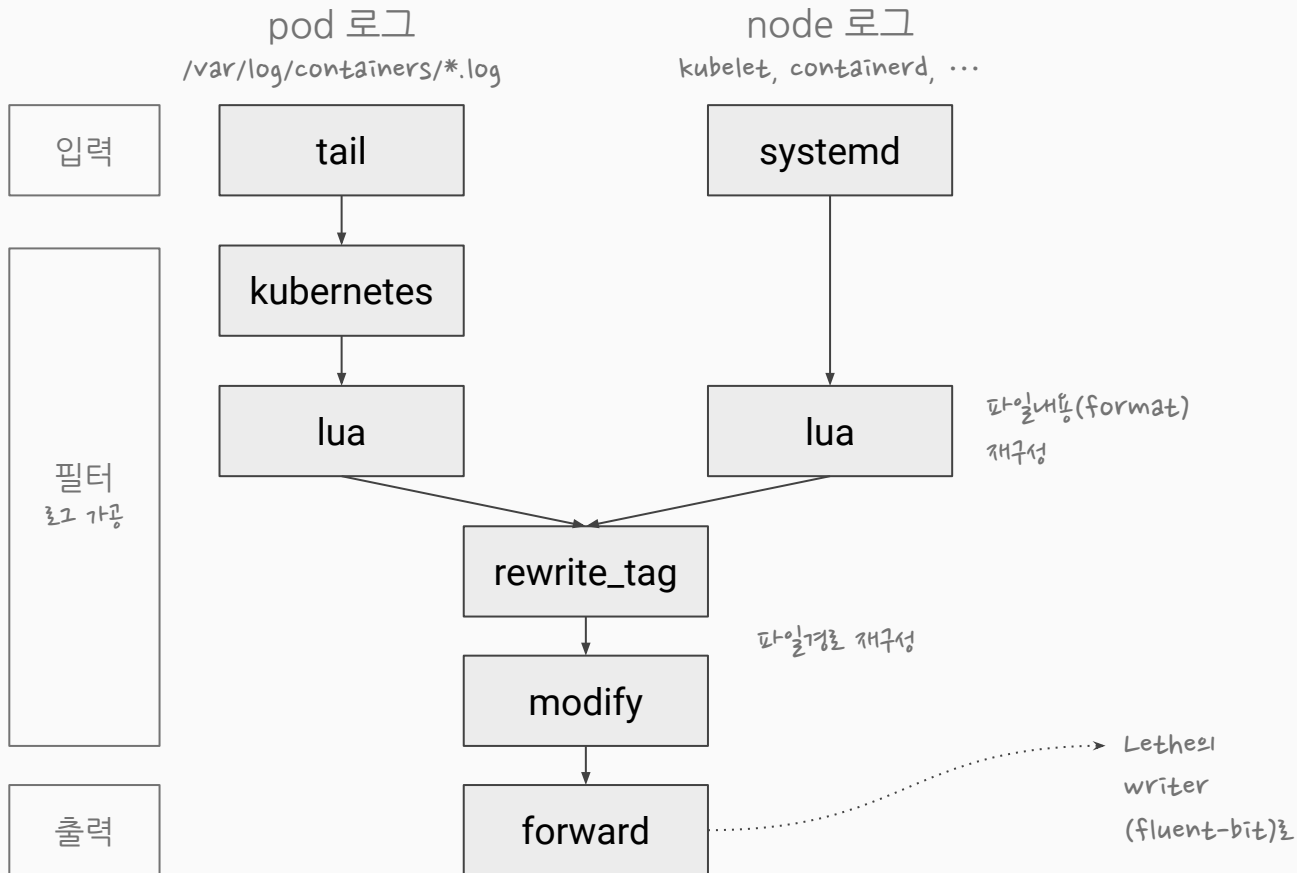 pod 로그
node 로그
/var/log/containers/*.log
kubelet, containerd, ...
입력
tail
systemd
kubernetes
lua
lua
파일내용(format)
재구성
필터
로그 가공
rewrite_tag
파일경로 재구성
modify
Lethe의
writer
(fluent-bit)로
출력
forward